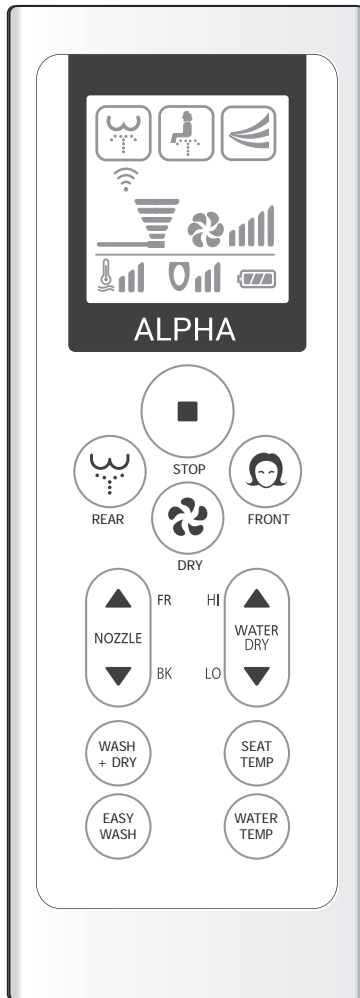 ALPHA
STOP
REAR
FRONT
DRY
FR
HI
NOZZLE
WATER
DRY
BK
LO
WASH
+ DRY
SEAT
TEMP
EASY
WASH
WATER
TEMP